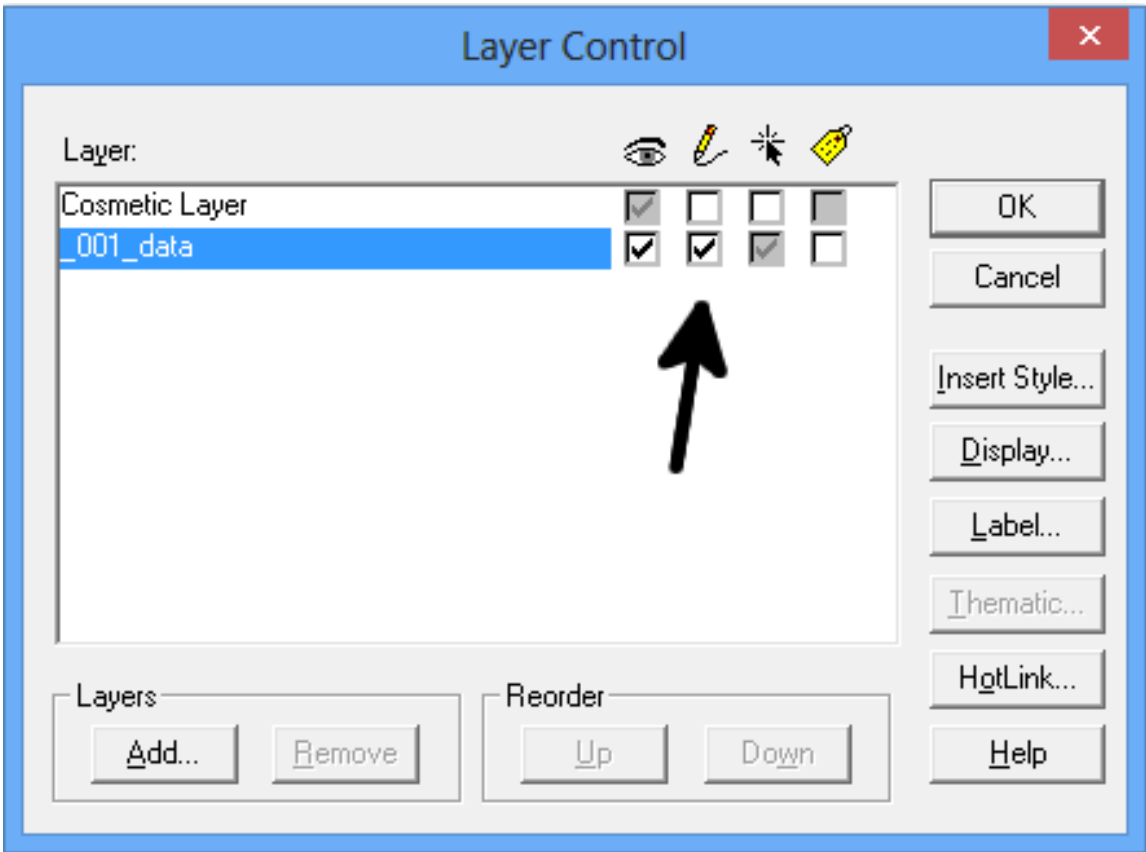 Layer Control
Layer:
Cosmetic Layer
_001_data
OK
Cancel
Insert Style...
Display...
Label...
Thematic...
HotLink...
Help
Layers
Add...
Remove
Reorder
Up
Down